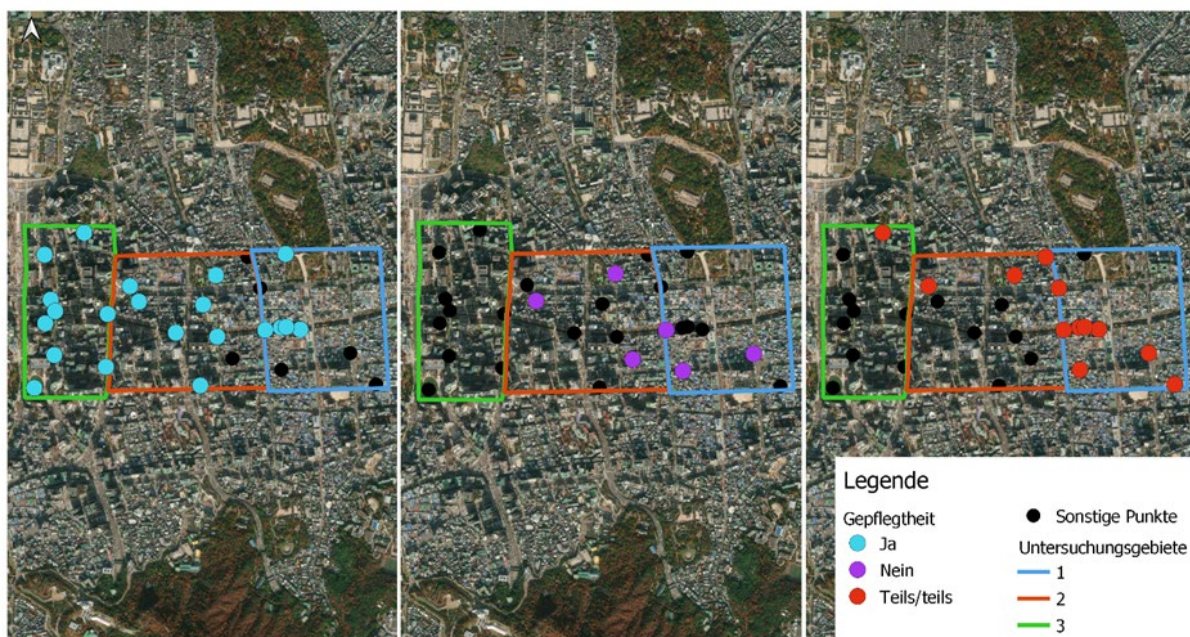 Legende
Gepflegtheit
Ja
Nein
Teils/teils
Sonstige Punkte
Untersuchungsgebiete
1
2
3